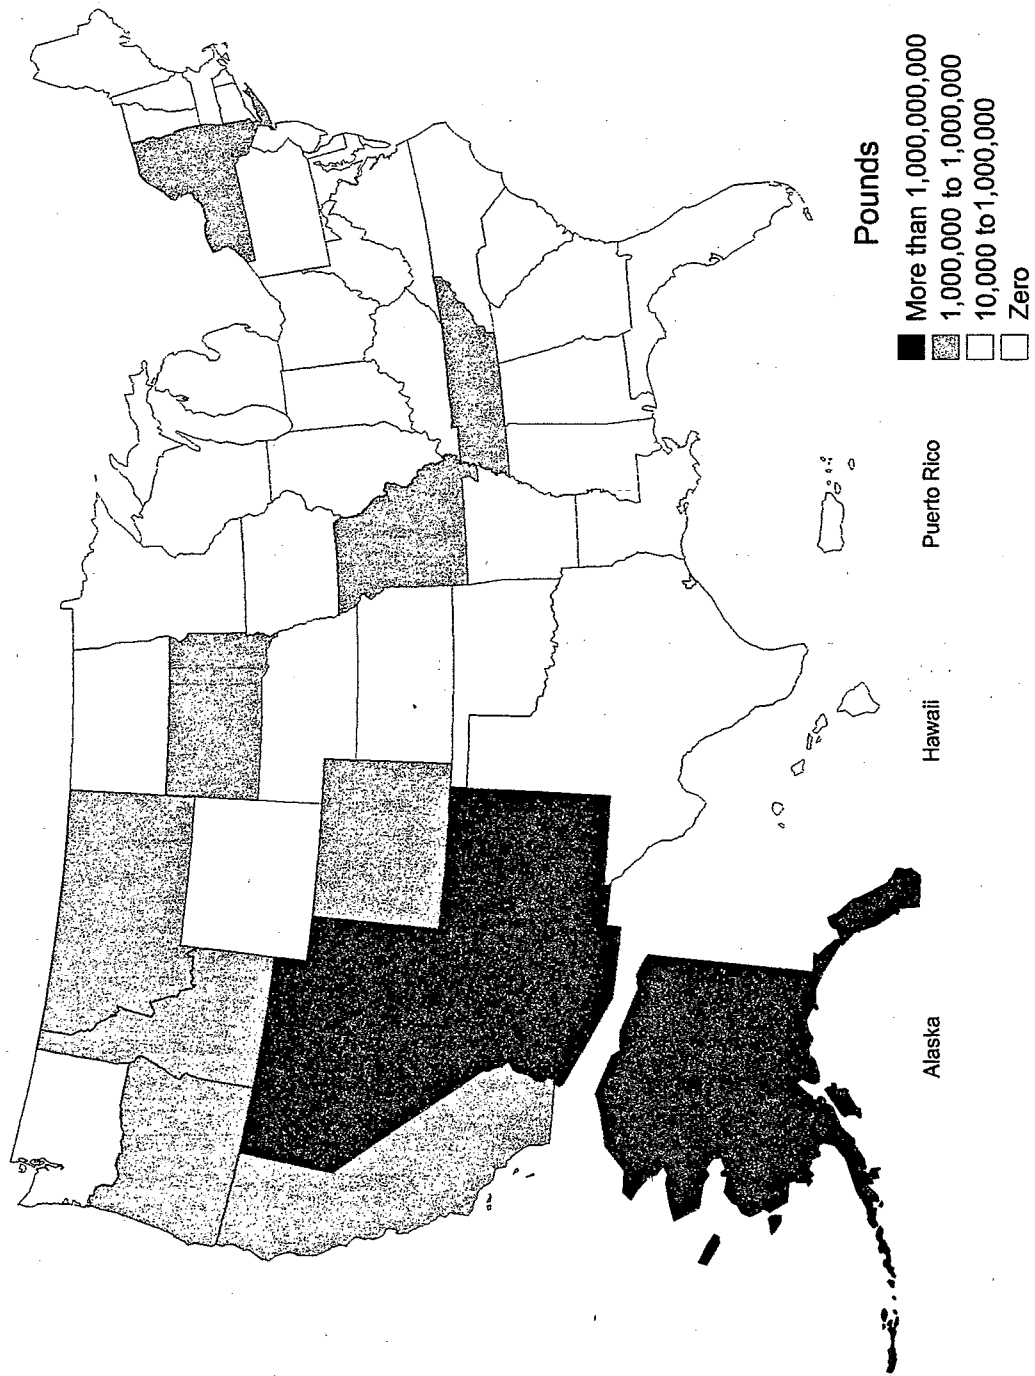 Pounds
More than 1,000,000,000
1,000,000 to 1,000,000
10,000 to1,000,000
Zero
Alaska
Hawaii
Puerto Rico